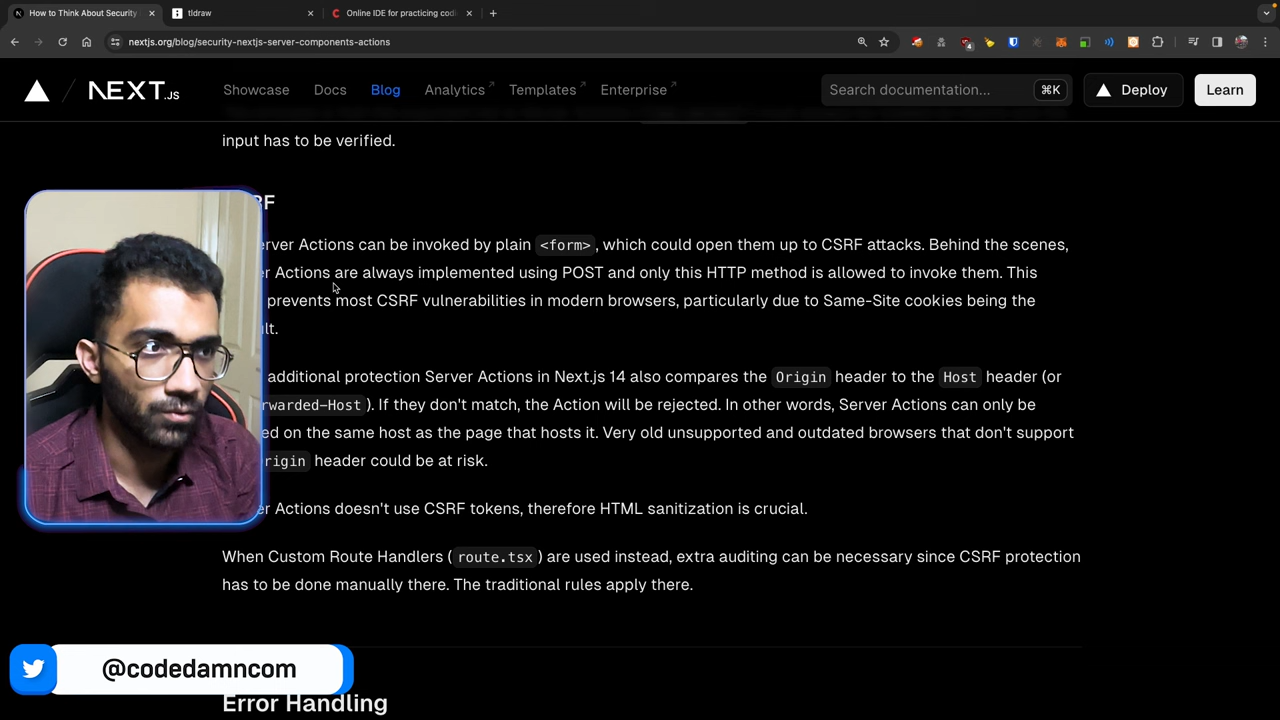 How to Think About Security
tldraw
Online IDE for practicing codi
nextjs.org/blog/security-nextjs-server-components-actions
NEXT.JS
Showcase
Docs
Blog
Analytics
Templates
Enterprise
Search documentation...
⌘K
Deploy
Learn
input has to be verified.
RF
erver Actions can be invoked by plain <form>, which could open them up to CSRF attacks. Behind the scenes,
er Actions are always implemented using POST and only this HTTP method is allowed to invoke them. This
prevents most CSRF vulnerabilities in modern browsers, particularly due to Same-Site cookies being the
ult.
additional protection Server Actions in Next.js 14 also compares the Origin header to the Host header (or
rwarded-Host ). If they don't match, the Action will be rejected. In other words, Server Actions can only be
ed on the same host as the page that hosts it. Very old unsupported and outdated browsers that don't support
rigin header could be at risk.
er Actions doesn't use CSRF tokens, therefore HTML sanitization is crucial.
When Custom Route Handlers ( route.tsx ) are used instead, extra auditing can be necessary since CSRF protection
has to be done manually there. The traditional rules apply there.
@codedamncom
Error Handling